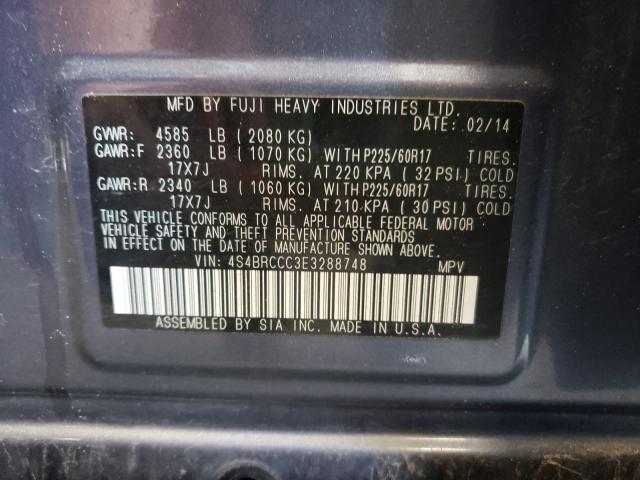 MFD BY FUJI HEAVY INDUSTRIES LTD.
DATE: 02/14
GVWR: 4585 LB ( 2080 KG)
GAWR:F 2360 LB ( 1070 KG) WITH P225/60R17 TIRES.
17X7J RIMS. AT 220 KPA ( 32 PSI) COLD
GAWR:R 2340 LB ( 1060 KG) WITH P225/60R17 TIRES.
17X7J RIMS. AT 210 KPA ( 30 PSI) COLD
THIS VEHICLE CONFORMS TO ALL APPLICABLE FEDERAL MOTOR
VEHICLE SAFETY AND THEFT PREVENTION STANDARDS
IN EFFECT ON THE DATE OF MANUFACTURE SHOWN ABOVE.
VIN: 4S4BRCCC3E3288748 MPV
ASSEMBLED BY SIA INC. MADE IN U.S.A.